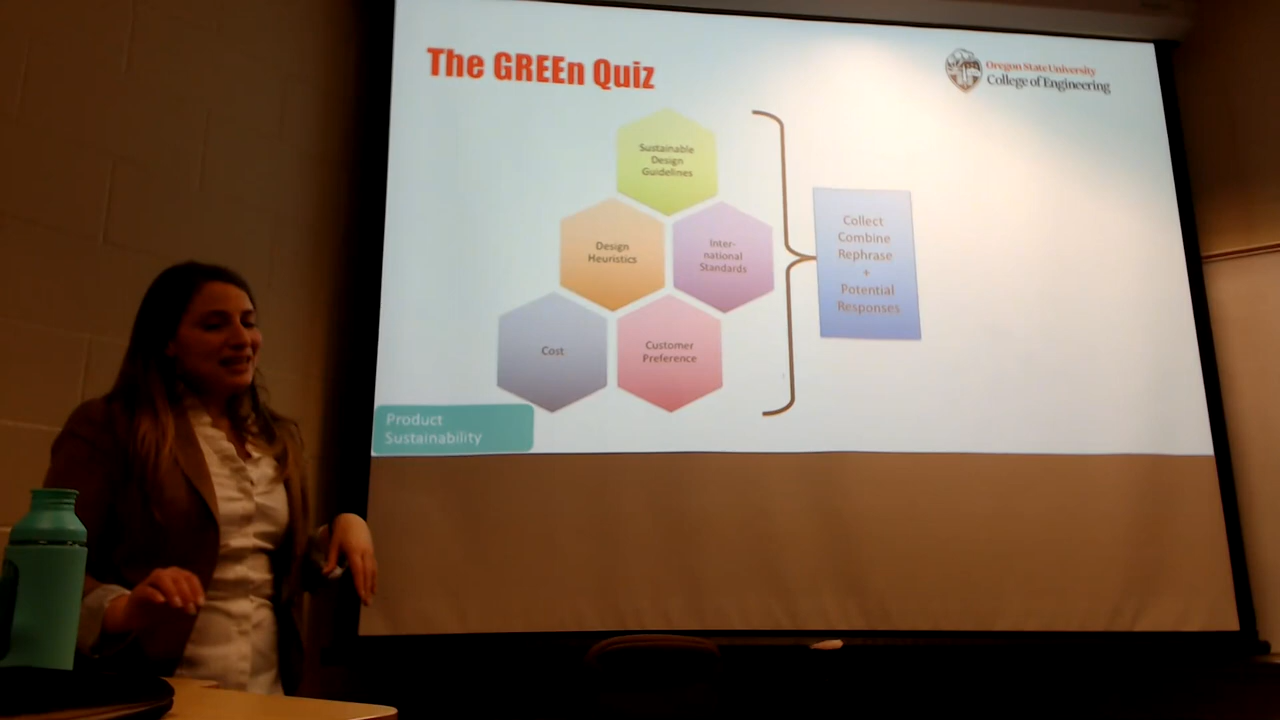 The GREEn Quiz
Oregon State University
College of Engineering
Sustainable
Design
Guidelines
Design
Heuristics
Inter-
national
Standards
Cost
Customer
Preference
Collect
Combine
Rephrase
+
Potential
Responses
Product
Sustainability